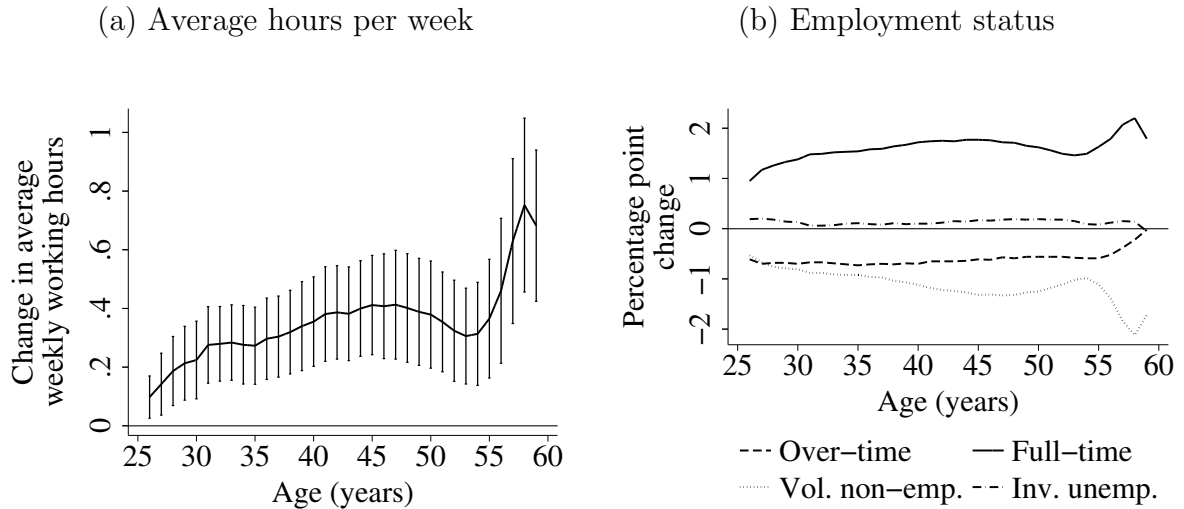 (a) Average hours per week
Change in average
weekly working hours
1
.8
.6
.4
.2
0
25 30 35 40 45 50 55 60
Age (years)
(b) Employment status
Percentage point
change
2
1
0
−1
−2
25 30 35 40 45 50 55 60
Age (years)
Over−time Full−time
Vol. non−emp. Inv. unemp.